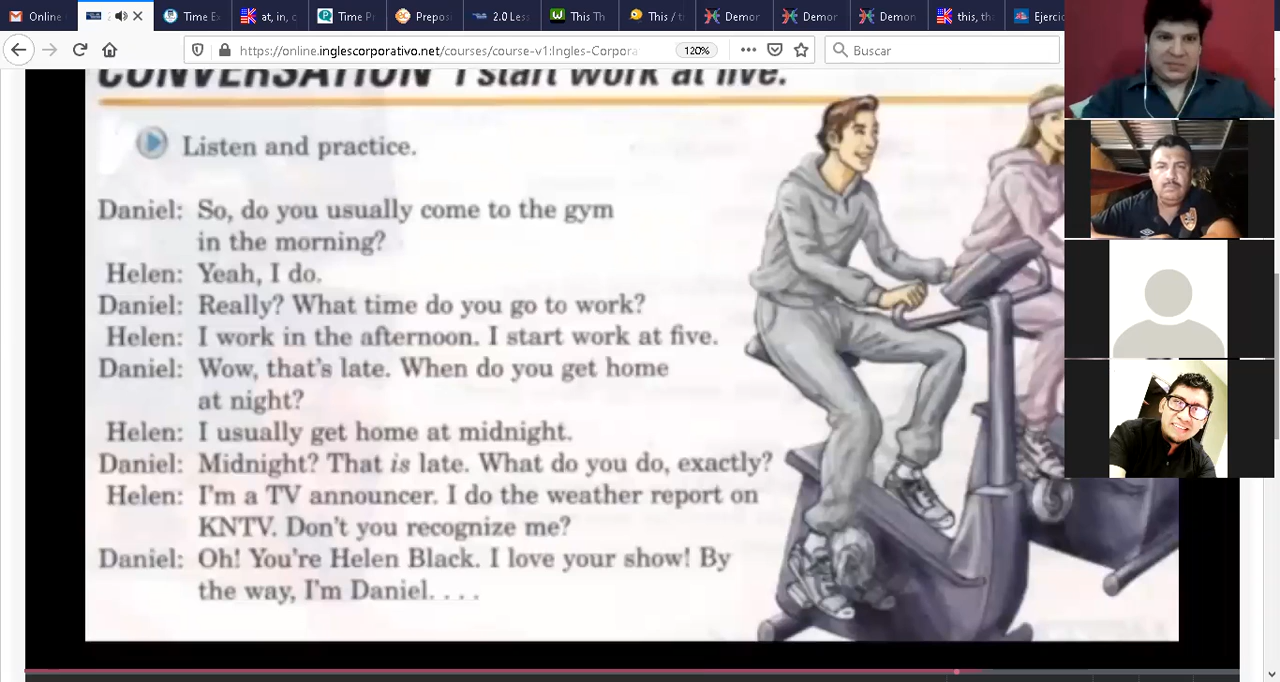 Online
2
Time E
at, in, c
Time P
Prepos
2.0 Les
This Th
This / t
Demor
Demor
Demon
this, th
Ejercic
https://online.inglescorporativo.net/courses/course-v1:Ingles-Corpora
120%
Buscar
CONVERSATION I start work at five.
Listen and practice.
Daniel: So, do you usually come to the gym
in the morning?
Helen: Yeah, I do.
Daniel: Really? What time do you go to work?
Helen: I work in the afternoon. I start work at five.
Daniel: Wow, that's late. When do you get home
at night?
Helen: I usually get home at midnight.
Daniel: Midnight? That is late. What do you do, exactly?
Helen: I'm a TV announcer. I do the weather report on
KNTV. Don't you recognize me?
Daniel: Oh! You're Helen Black. I love your show! By
the way, I'm Daniel. . . .